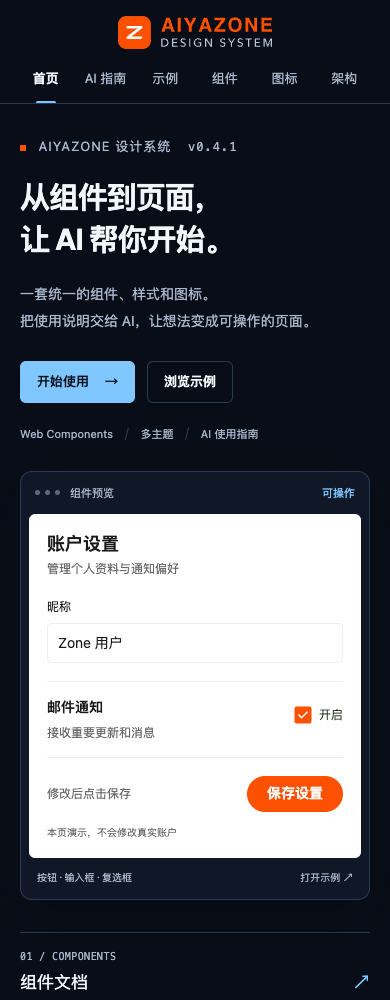 AIYAZONE
DESIGN SYSTEM
首页 AI 指南 示例 组件 图标 架构
AIYAZONE 设计系统 v0.4.1
从组件到页面，
让 AI 帮你开始。
一套统一的组件、样式和图标。
把使用说明交给 AI，让想法变成可操作的页面。
开始使用 → 浏览示例
Web Components / 多主题 / AI 使用指南
组件预览 可操作
账户设置
管理个人资料与通知偏好
昵称
Zone 用户
邮件通知
接收重要更新和消息
开启
修改后点击保存
保存设置
本页演示，不会修改真实账户
按钮 · 输入框 · 复选框 打开示例 ↗
01 / COMPONENTS
组件文档 ↗